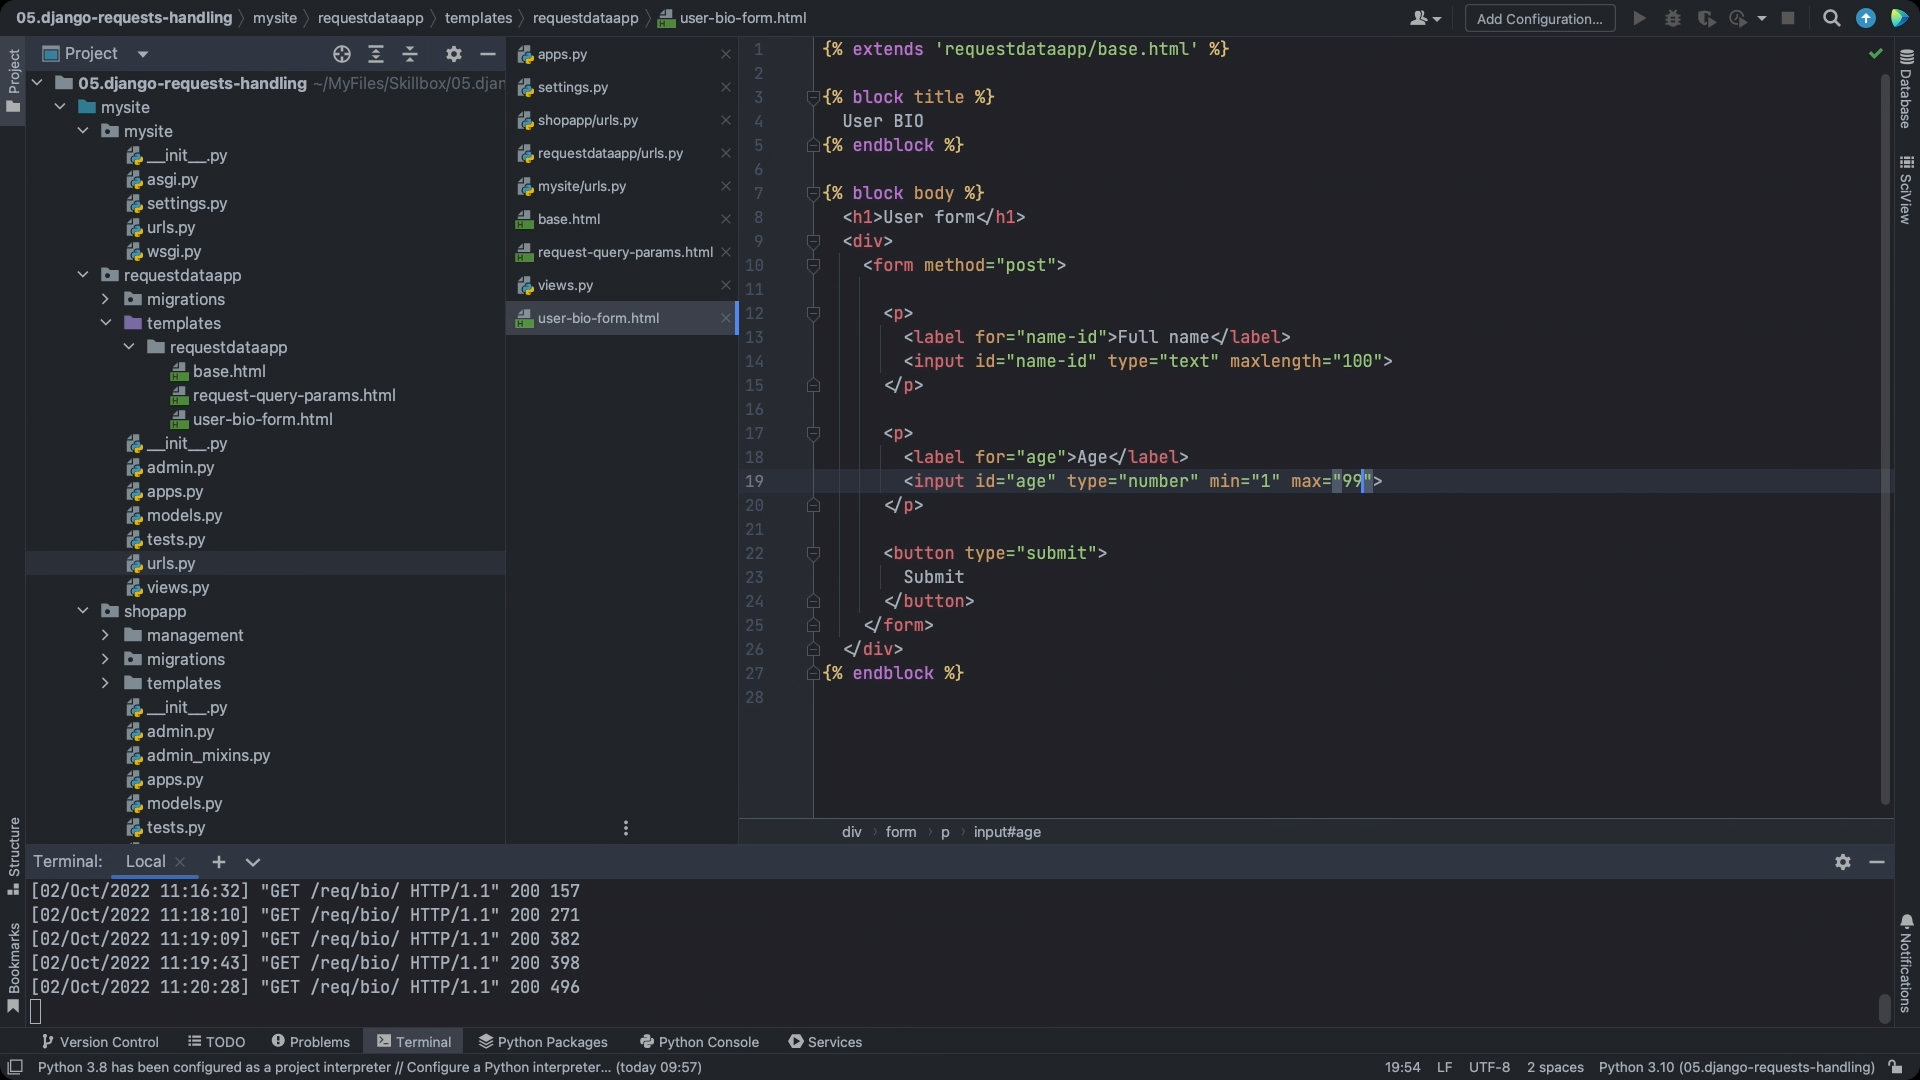 05.django-requests-handling mysite requestdataapp templates requestdataapp user-bio-form.html
Add Configuration...
Project
Project
05.django-requests-handling ~/MyFiles/Skillbox/05.djan
mysite
mysite
__init__.py
asgi.py
settings.py
urls.py
wsgi.py
requestdataapp
migrations
templates
requestdataapp
base.html
request-query-params.html
user-bio-form.html
__init__.py
admin.py
apps.py
models.py
tests.py
urls.py
views.py
shopapp
management
migrations
templates
__init__.py
admin.py
admin_mixins.py
apps.py
models.py
tests.py
Structure
Bookmarks
apps.py
settings.py
shopapp/urls.py
requestdataapp/urls.py
mysite/urls.py
base.html
request-query-params.html
views.py
user-bio-form.html
1 {% extends 'requestdataapp/base.html' %}
2
3 {% block title %}
4 User BIO
5 {% endblock %}
6
7 {% block body %}
8 <h1>User form</h1>
9 <div>
10 <form method="post">
11
12 <p>
13 <label for="name-id">Full name</label>
14 <input id="name-id" type="text" maxlength="100">
15 </p>
16
17 <p>
18 <label for="age">Age</label>
19 <input id="age" type="number" min="1" max="99">
20 </p>
21
22 <button type="submit">
23 Submit
24 </button>
25 </form>
26 </div>
27 {% endblock %}
28
div form p input#age
Database
SciView
Notifications
Terminal: Local
[02/Oct/2022 11:16:32] "GET /req/bio/ HTTP/1.1" 200 157
[02/Oct/2022 11:18:10] "GET /req/bio/ HTTP/1.1" 200 271
[02/Oct/2022 11:19:09] "GET /req/bio/ HTTP/1.1" 200 382
[02/Oct/2022 11:19:43] "GET /req/bio/ HTTP/1.1" 200 398
[02/Oct/2022 11:20:28] "GET /req/bio/ HTTP/1.1" 200 496
Version Control TODO Problems Terminal Python Packages Python Console Services
Python 3.8 has been configured as a project interpreter // Configure a Python interpreter... (today 09:57)
19:54 LF UTF-8 2 spaces Python 3.10 (05.django-requests-handling)